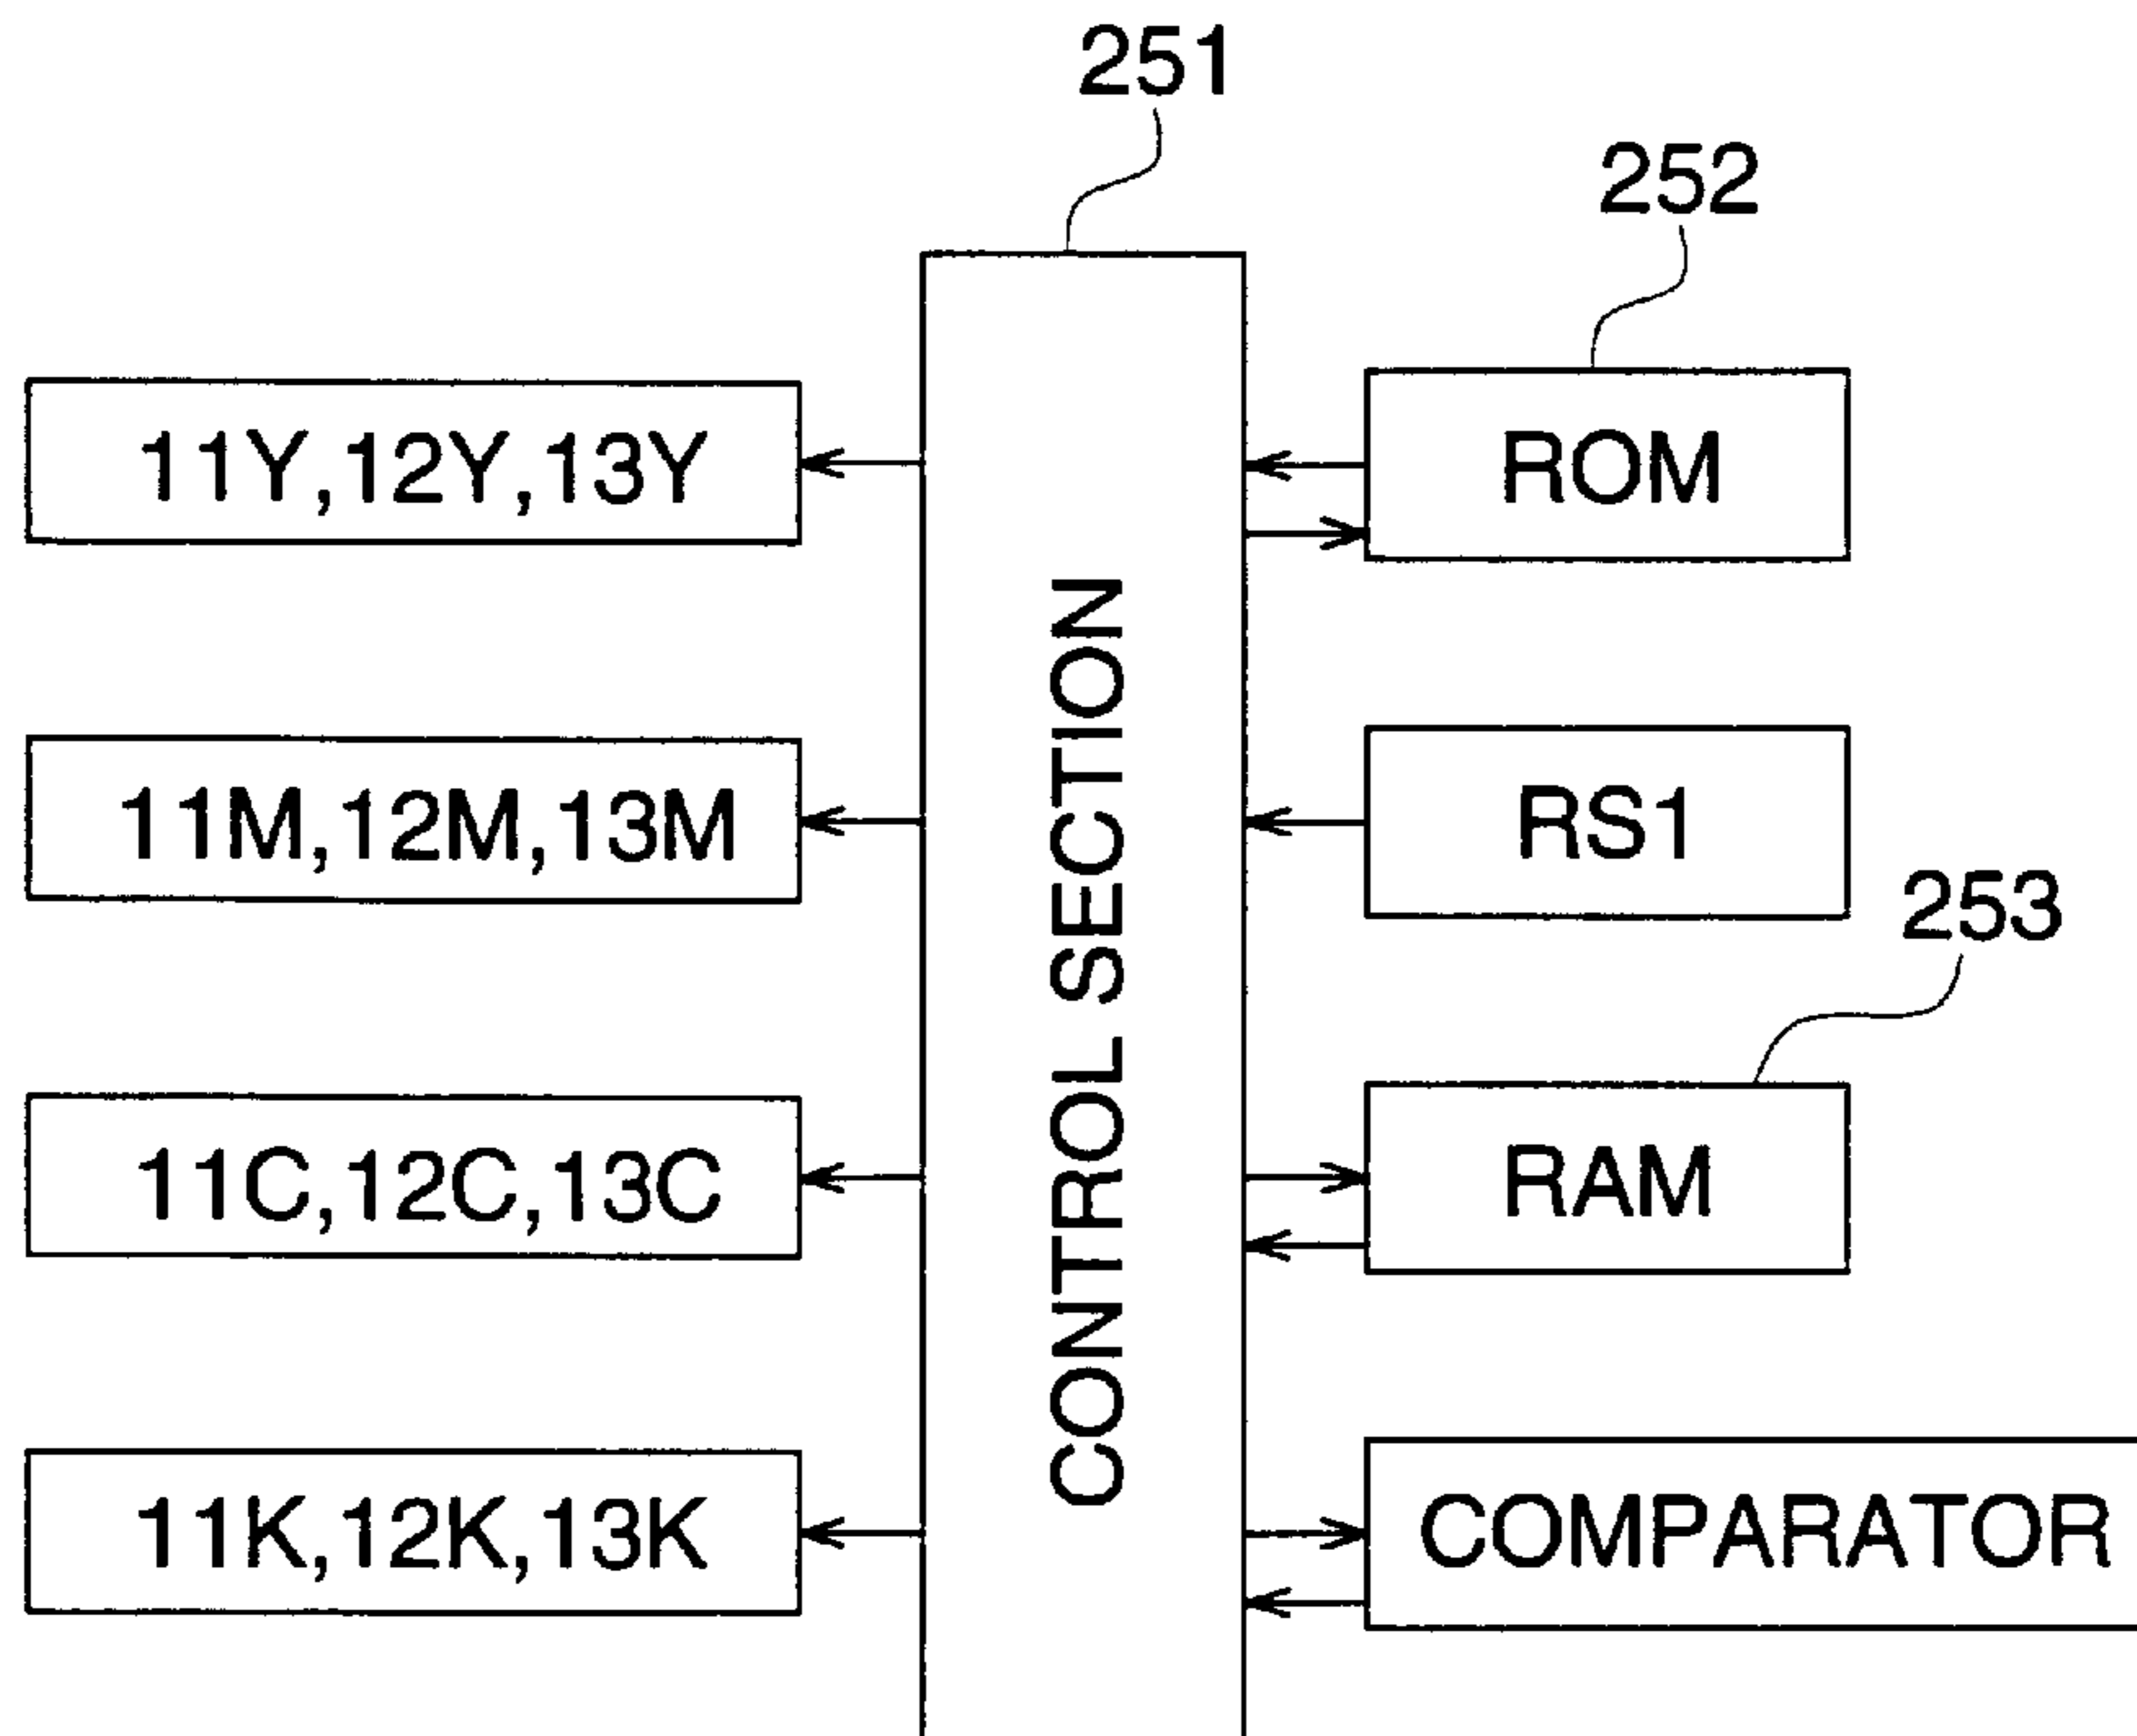 251
252
11Y,12Y,13Y
ROM
CONTROL SECTION
11M,12M,13M
RS1
253
11C,12C,13C
RAM
11K,12K,13K
COMPARATOR